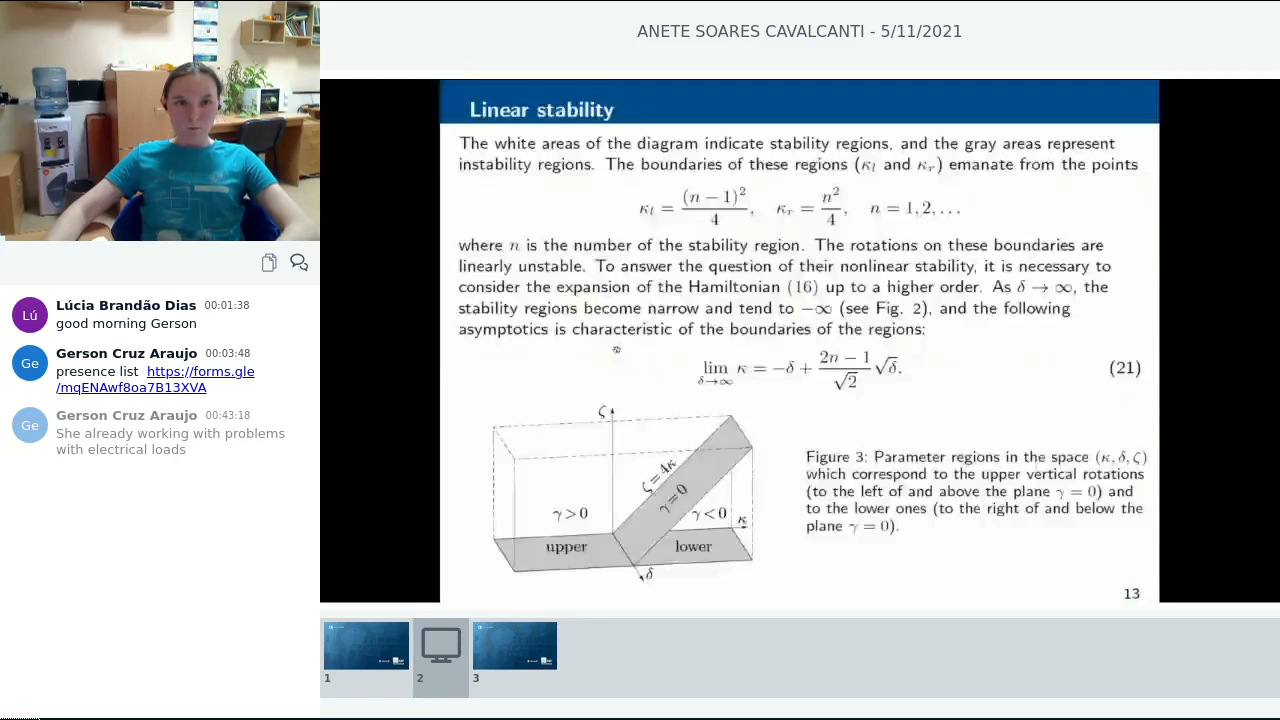 ANETE SOARES CAVALCANTI - 5/11/2021
Linear stability
The white areas of the diagram indicate stability regions, and the gray areas represent
instability regions. The boundaries of these regions (κ_l and κ_r) emanate from the points
κ_l = (n − 1)²/4, κ_r = n²/4, n = 1, 2, …
where n is the number of the stability region. The rotations on these boundaries are
linearly unstable. To answer the question of their nonlinear stability, it is necessary to
consider the expansion of the Hamiltonian (16) up to a higher order. As δ → ∞, the
stability regions become narrow and tend to −∞ (see Fig. 2), and the following
asymptotics is characteristic of the boundaries of the regions:
lim_{δ→∞} κ = −δ + (2n − 1)/√2 √δ. (21)
ζ
ζ = 4κ
γ = 0
γ > 0
γ < 0
κ
upper
lower
δ
Figure 3: Parameter regions in the space (κ, δ, ζ)
which correspond to the upper vertical rotations
(to the left of and above the plane γ = 0) and
to the lower ones (to the right of and below the
plane γ = 0).
13
Lú
Lúcia Brandão Dias 00:01:38
good morning Gerson
Ge
Gerson Cruz Araujo 00:03:48
presence list https://forms.gle
/mqENAwf8oa7B13XVA
Ge
Gerson Cruz Araujo 00:43:18
She already working with problems
with electrical loads
1
2
3